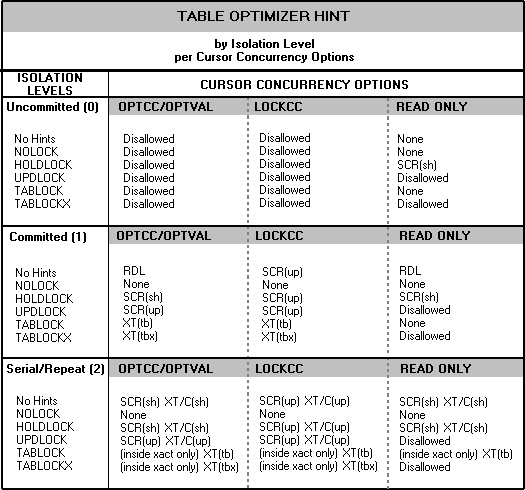 TABLE OPTIMIZER HINT
by Isolation Level
per Cursor Concurrency Options
ISOLATION LEVELS CURSOR CONCURRENCY OPTIONS
Uncommitted (0) OPTCC/OPTVAL LOCKCC READ ONLY
No Hints Disallowed Disallowed None
NOLOCK Disallowed Disallowed None
HOLDLOCK Disallowed Disallowed SCR(sh)
UPDLOCK Disallowed Disallowed Disallowed
TABLOCK Disallowed Disallowed None
TABLOCKX Disallowed Disallowed Disallowed
Committed (1) OPTCC/OPTVAL LOCKCC READ ONLY
No Hints RDL SCR(up) RDL
NOLOCK None None None
HOLDLOCK SCR(sh) SCR(up) SCR(sh)
UPDLOCK SCR(up) SCR(up) Disallowed
TABLOCK XT(tb) XT(tb) None
TABLOCKX XT(tbx) XT(tbx) Disallowed
Serial/Repeat (2) OPTCC/OPTVAL LOCKCC READ ONLY
No Hints SCR(sh) XT/C(sh) SCR(up) XT/C(up) SCR(sh) XT/C(sh)
NOLOCK None None None
HOLDLOCK SCR(sh) XT/C(sh) SCR(up) XT/C(up) SCR(sh) XT/C(sh)
UPDLOCK SCR(up) XT/C(up) SCR(up) XT/C(up) Disallowed
TABLOCK (inside xact only) XT(tb) (inside xact only) XT(tb) (inside xact only) XT(tb)
TABLOCKX (inside xact only) XT(tbx) (inside xact only) XT(tbx) Disallowed